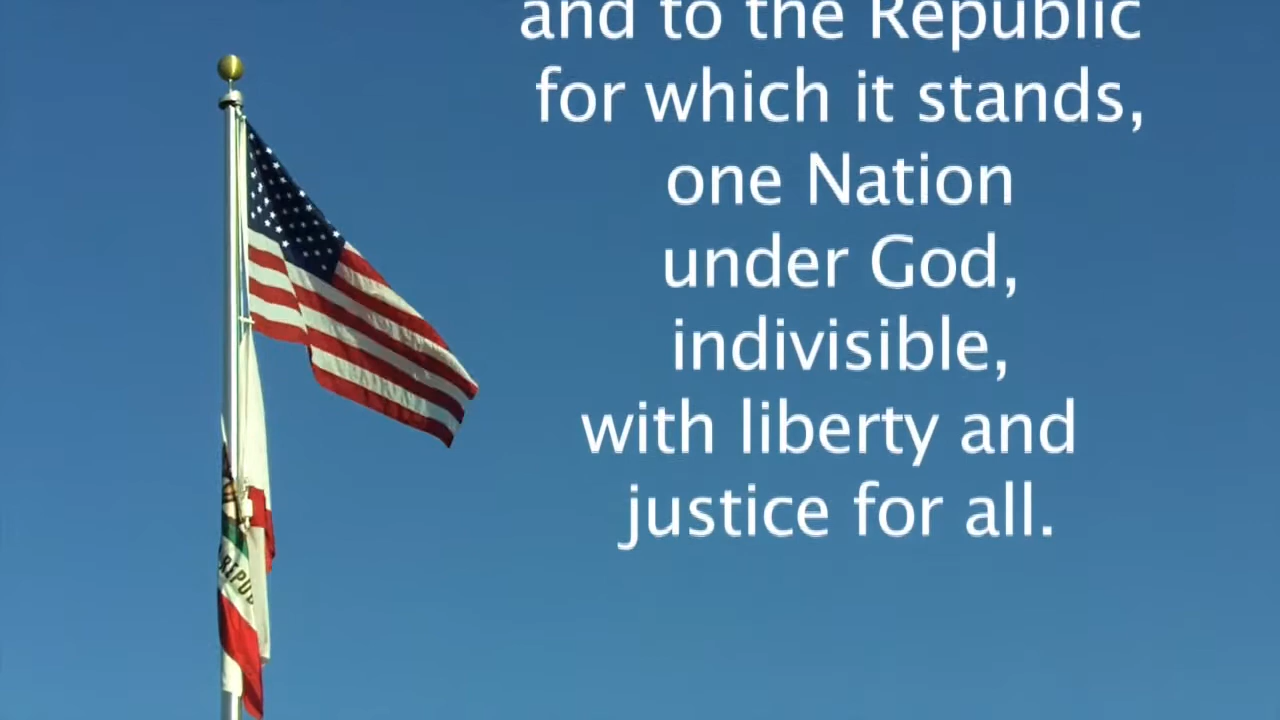 and to the Republic
for which it stands,
one Nation
under God,
indivisible,
with liberty and
justice for all.
REPUB